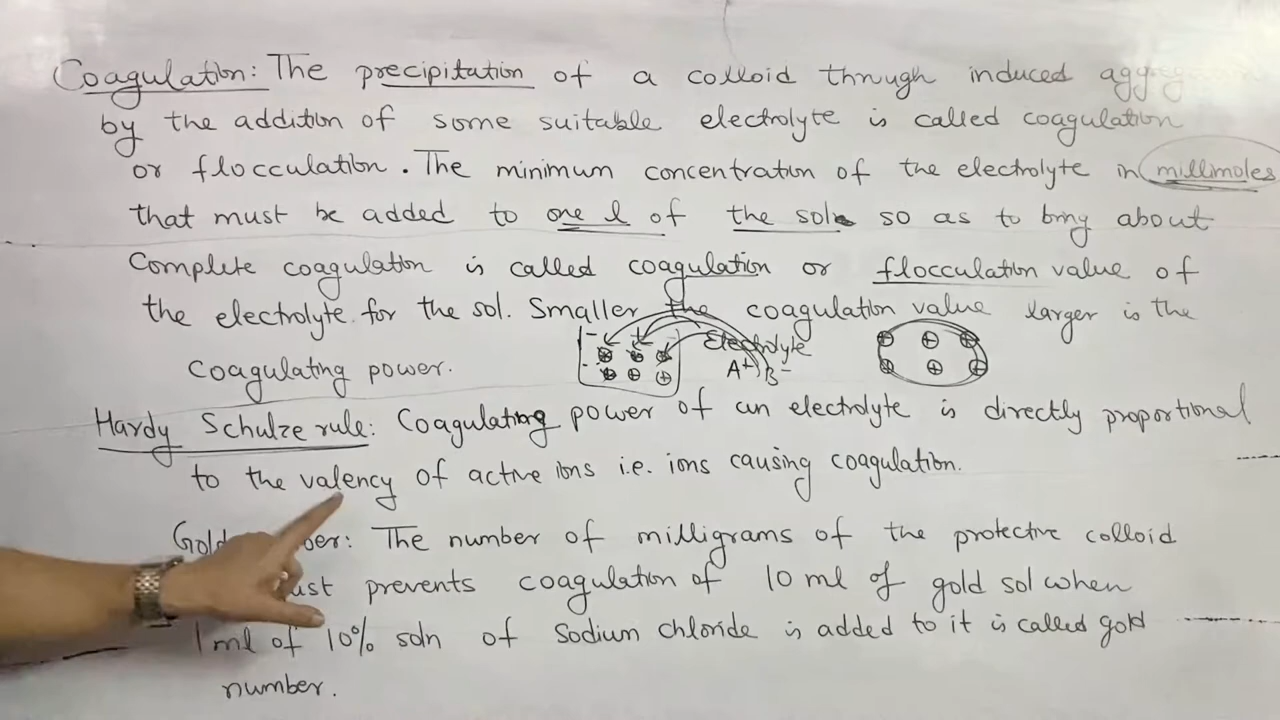 Coagulation: The precipitation of a colloid through induced
by the addition of some suitable electrolyte is called coagulation
or flocculation. The minimum concentration of the electrolyte in millimoles
that must be added to one l of the sol so as to bring about
Complete coagulation is called coagulation or flocculation value of
the electrolyte for the sol. Smaller the coagulation value larger is the
Coagulating power.
Electrolyte
A+ B-
Hardy Schulze rule: Coagulating power of an electrolyte is directly proportional
to the valency of active ions i.e. ions causing coagulation.
The number of milligrams of the protective colloid
prevents coagulation of 10 ml of gold sol when
1 ml of 10% soln of Sodium chloride is added to it is called gold
number.